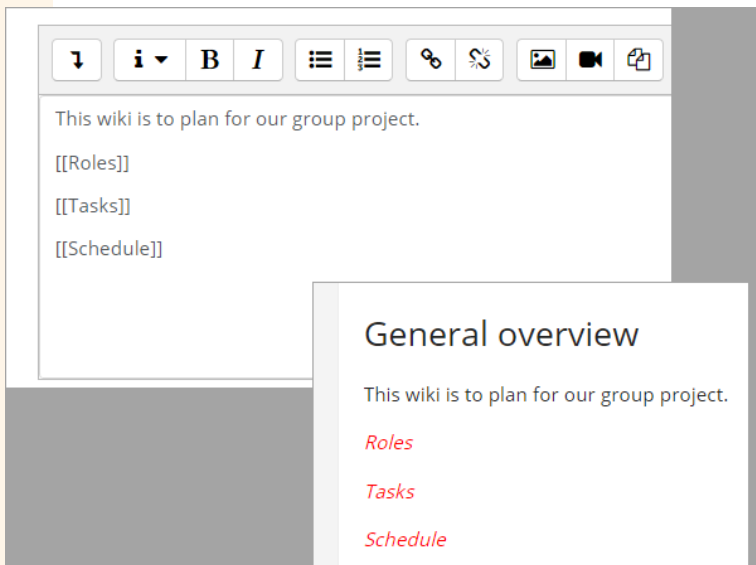 B I
This wiki is to plan for our group project.
[[Roles]]
[[Tasks]]
[[Schedule]]
General overview
This wiki is to plan for our group project.
Roles
Tasks
Schedule